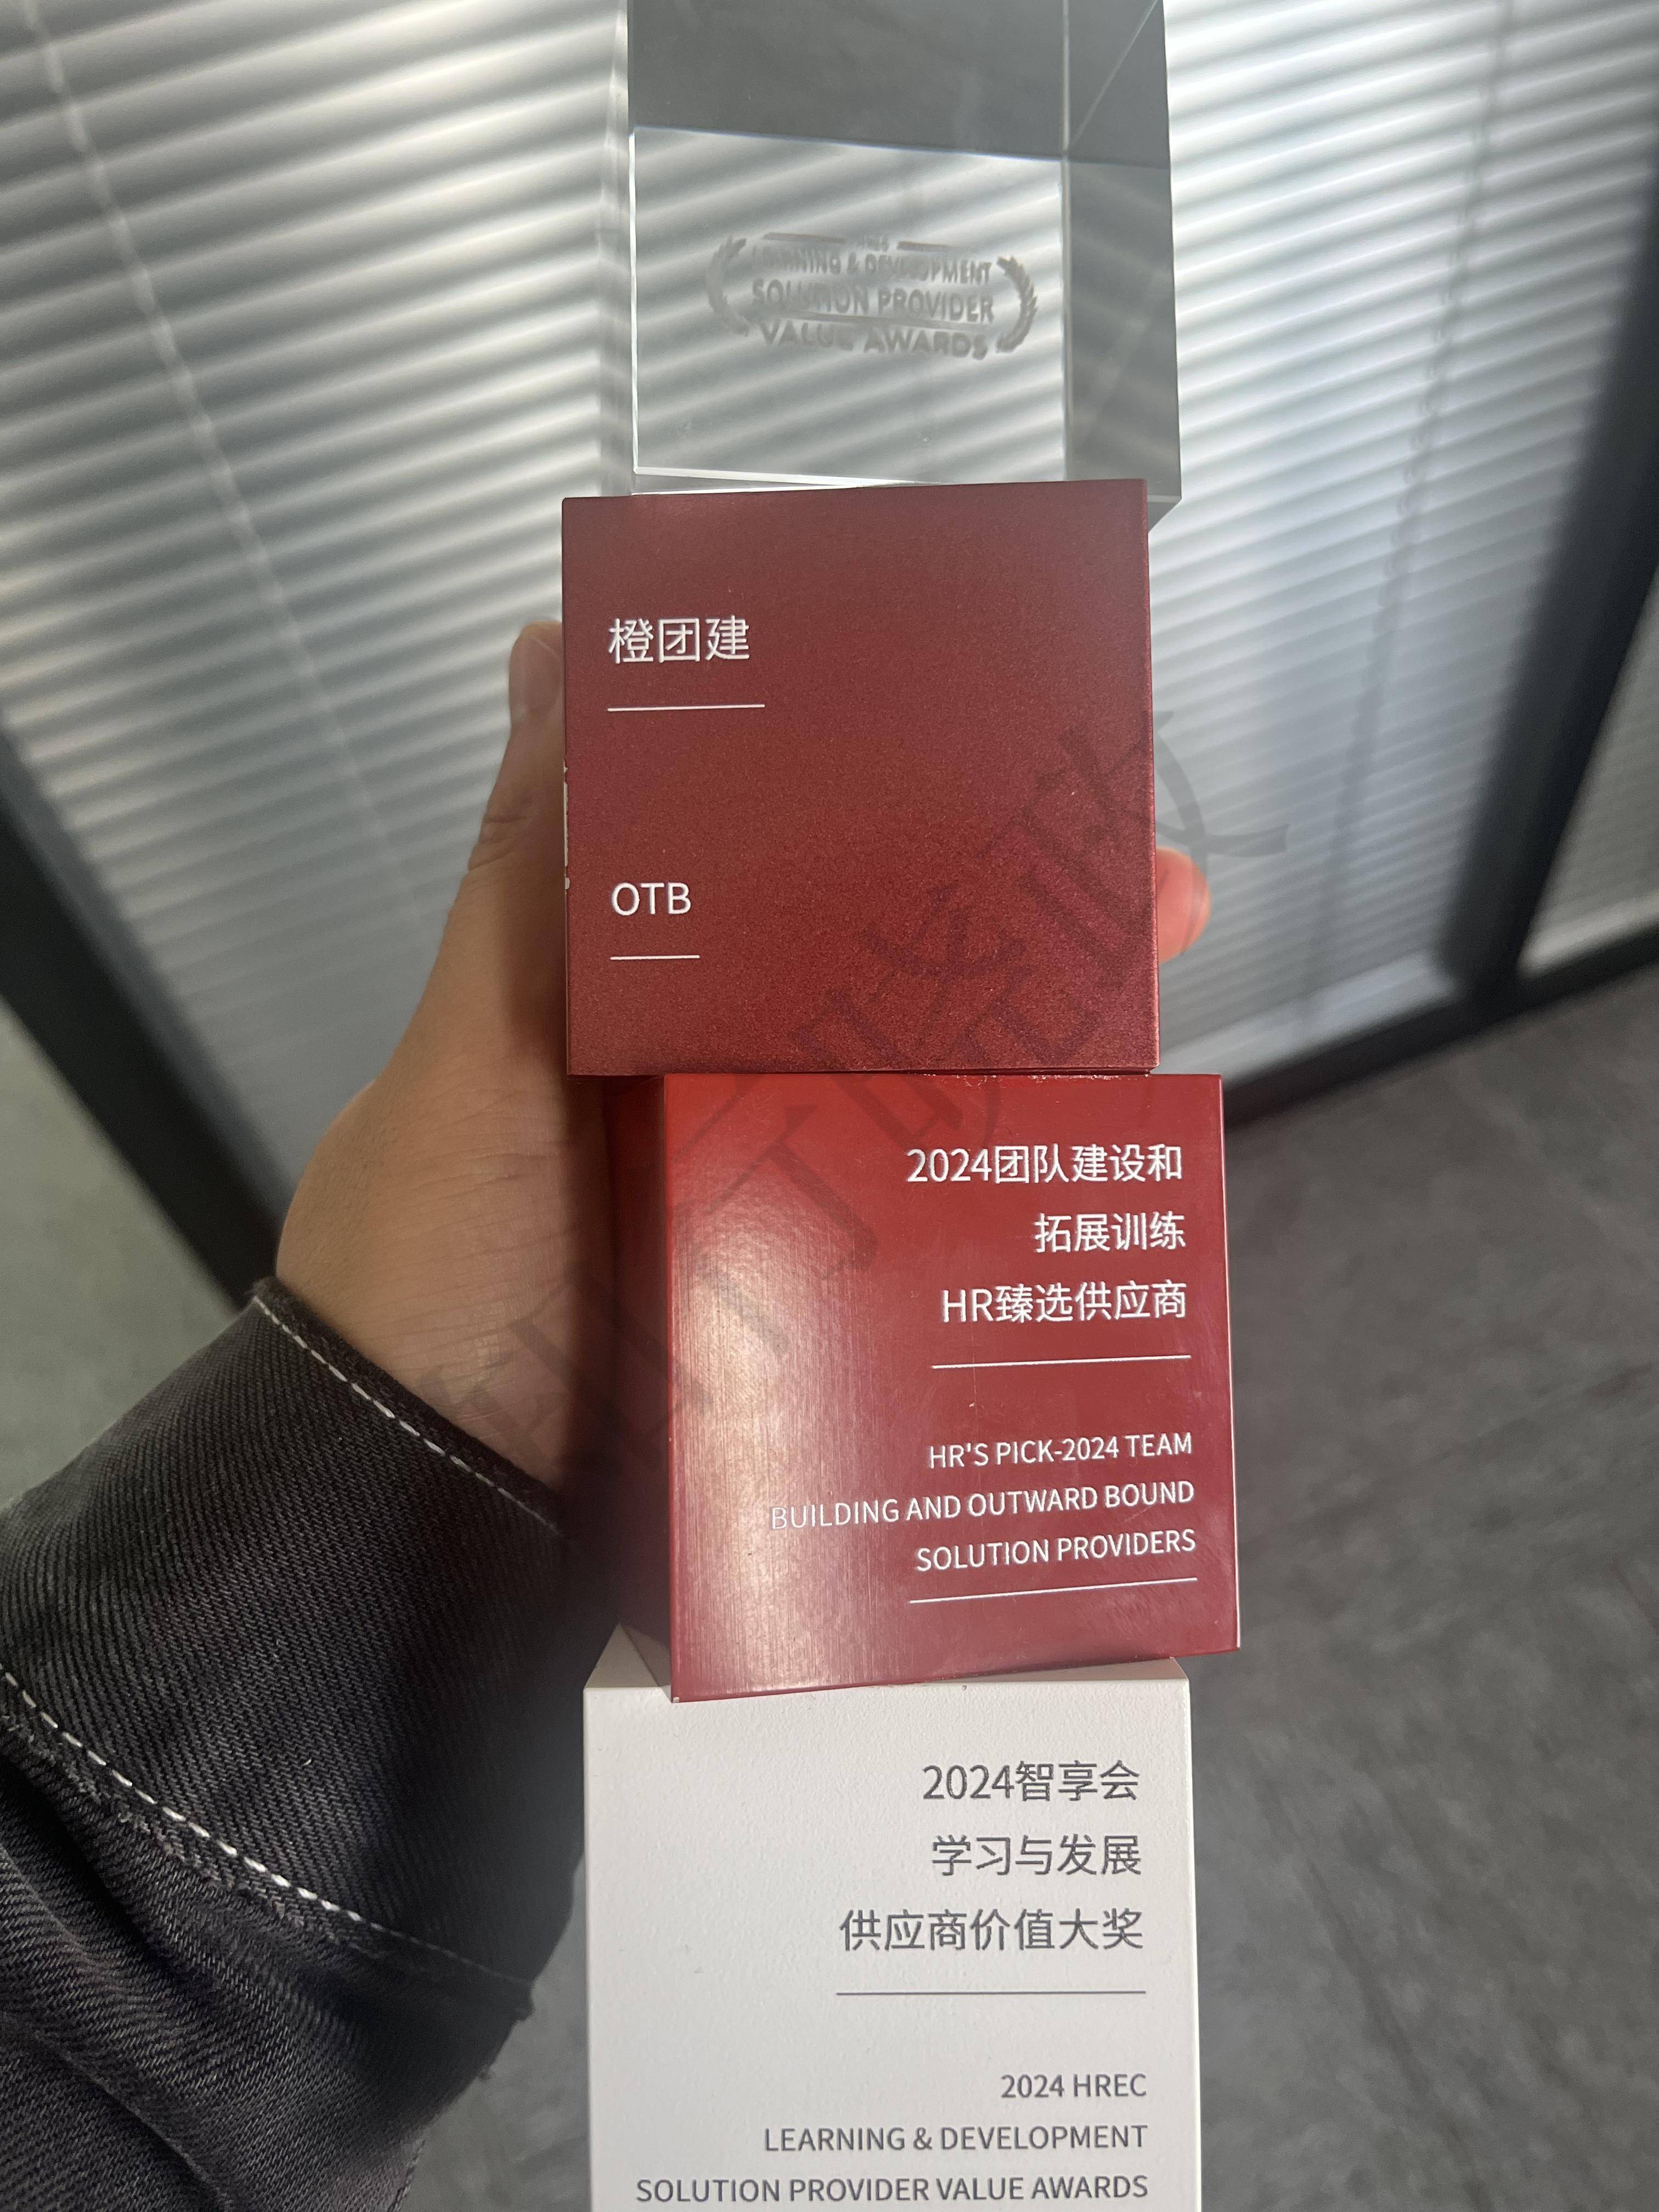 LEARNING & DEVELOPMENT
SOLUTION PROVIDER
VALUE AWARDS
橙团建
OTB
2024团队建设和
拓展训练
HR臻选供应商
HR'S PICK-2024 TEAM
BUILDING AND OUTWARD BOUND
SOLUTION PROVIDERS
2024智享会
学习与发展
供应商价值大奖
2024 HREC
LEARNING & DEVELOPMENT
SOLUTION PROVIDER VALUE AWARDS